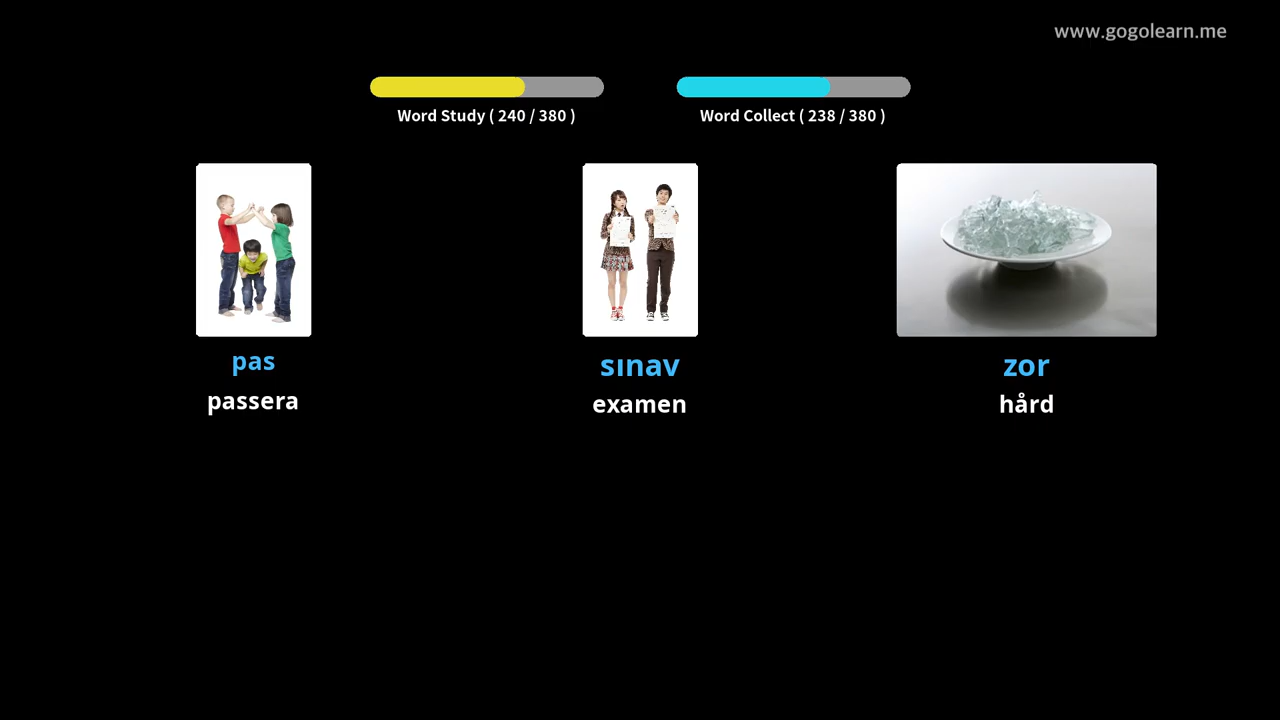 www.gogolearn.me
Word Study ( 240 / 380 )
Word Collect ( 238 / 380 )
pas
passera
sınav
examen
zor
hård